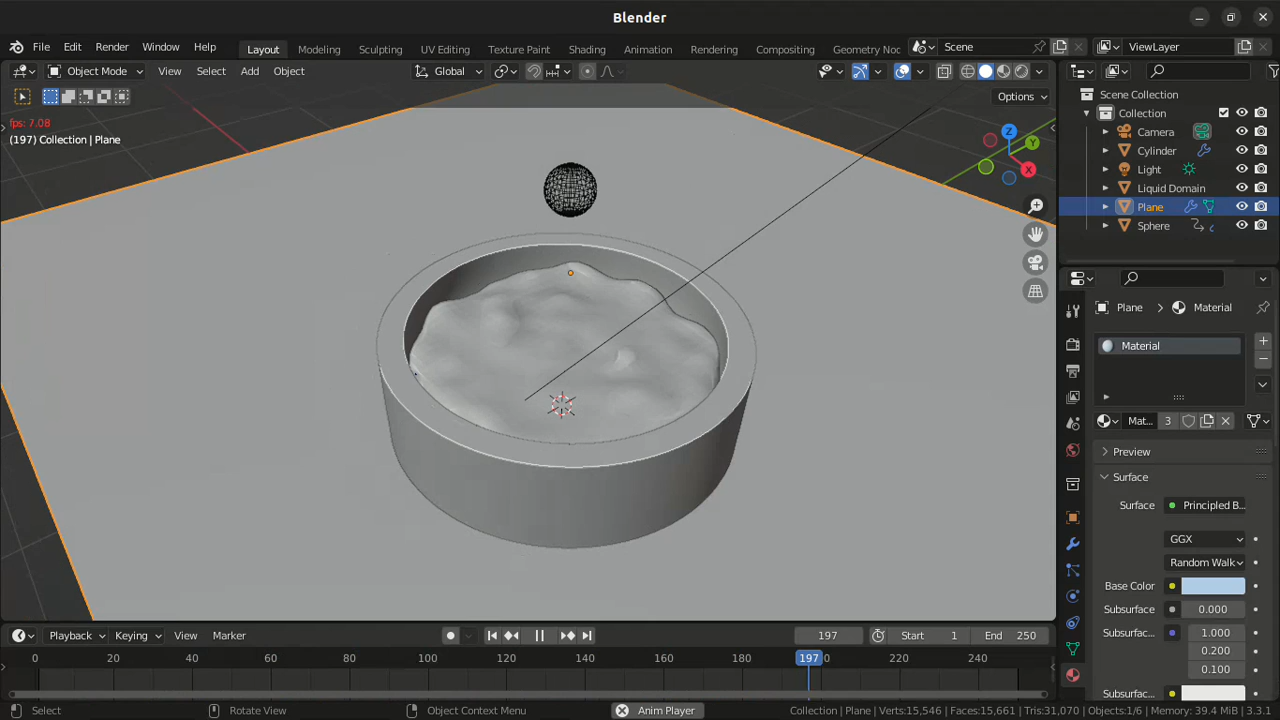 Blender
File Edit Render Window Help
Layout Modeling Sculpting UV Editing Texture Paint Shading Animation Rendering Compositing Geometry Noc
Scene
ViewLayer
Object Mode View Select Add Object
Global
Options
fps: 7.08
(197) Collection | Plane
Z
Y
X
Scene Collection
Collection
Camera
Cylinder
Light
Liquid Domain
Plane
Sphere
Plane Material
Material
Mat... 3
Preview
Surface
Surface Principled B...
GGX
Random Walk
Base Color
Subsurface 0.000
Subsurfac... 1.000
0.200
0.100
Subsurfac...
Playback Keying View Marker
197
Start 1
End 250
0 20 40 60 80 100 120 140 160 180 197 0 220 240
Select
Rotate View
Object Context Menu
Anim Player
Collection | Plane Verts:15,546 Faces:15,661 Tris:31,070 Objects:1/6 Memory: 39.4 MiB 3.3.1